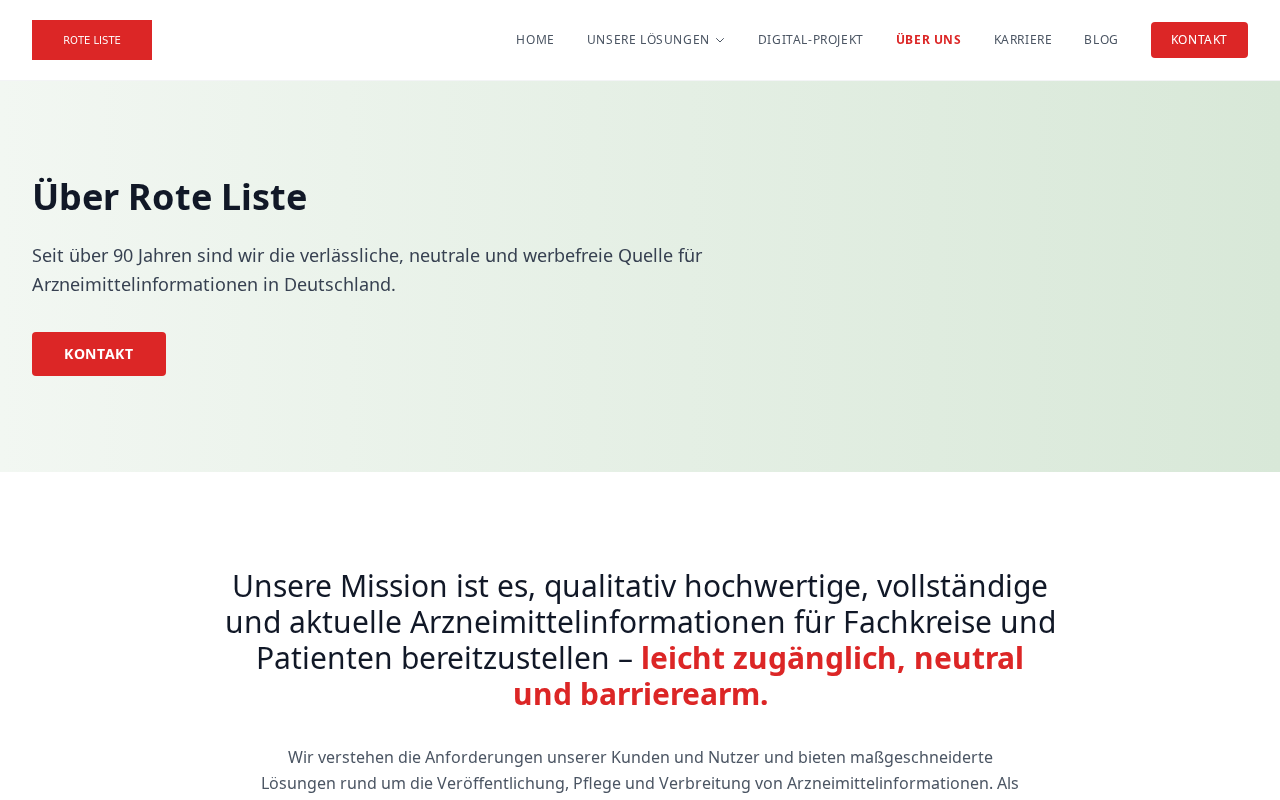 ROTE LISTE
HOME
UNSERE LÖSUNGEN
DIGITAL-PROJEKT
ÜBER UNS
KARRIERE
BLOG
KONTAKT
Über Rote Liste
Seit über 90 Jahren sind wir die verlässliche, neutrale und werbefreie Quelle für
Arzneimittelinformationen in Deutschland.
KONTAKT
Unsere Mission ist es, qualitativ hochwertige, vollständige
und aktuelle Arzneimittelinformationen für Fachkreise und
Patienten bereitzustellen – leicht zugänglich, neutral
und barrierearm.
Wir verstehen die Anforderungen unserer Kunden und Nutzer und bieten maßgeschneiderte
Lösungen rund um die Veröffentlichung, Pflege und Verbreitung von Arzneimittelinformationen. Als